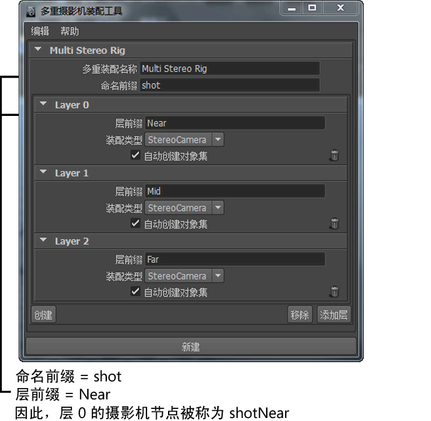 多重摄影机装配工具
编辑 帮助
Multi Stereo Rig
多重装配名称 Multi Stereo Rig
命名前缀 shot
Layer 0
层前缀 Near
装配类型 StereoCamera
自动创建对象集
Layer 1
层前缀 Mid
装配类型 StereoCamera
自动创建对象集
Layer 2
层前缀 Far
装配类型 StereoCamera
自动创建对象集
创建 移除 添加层
新建
命名前缀 = shot
层前缀 = Near
因此，层 0 的摄影机节点被称为 shotNear